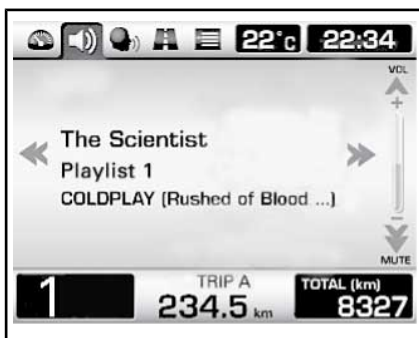 22°C 22:34
VOL
+
The Scientist
Playlist 1
COLDPLAY (Rushed of Blood ...)
–
MUTE
1 TRIP A TOTAL (km)
234.5 km 8327